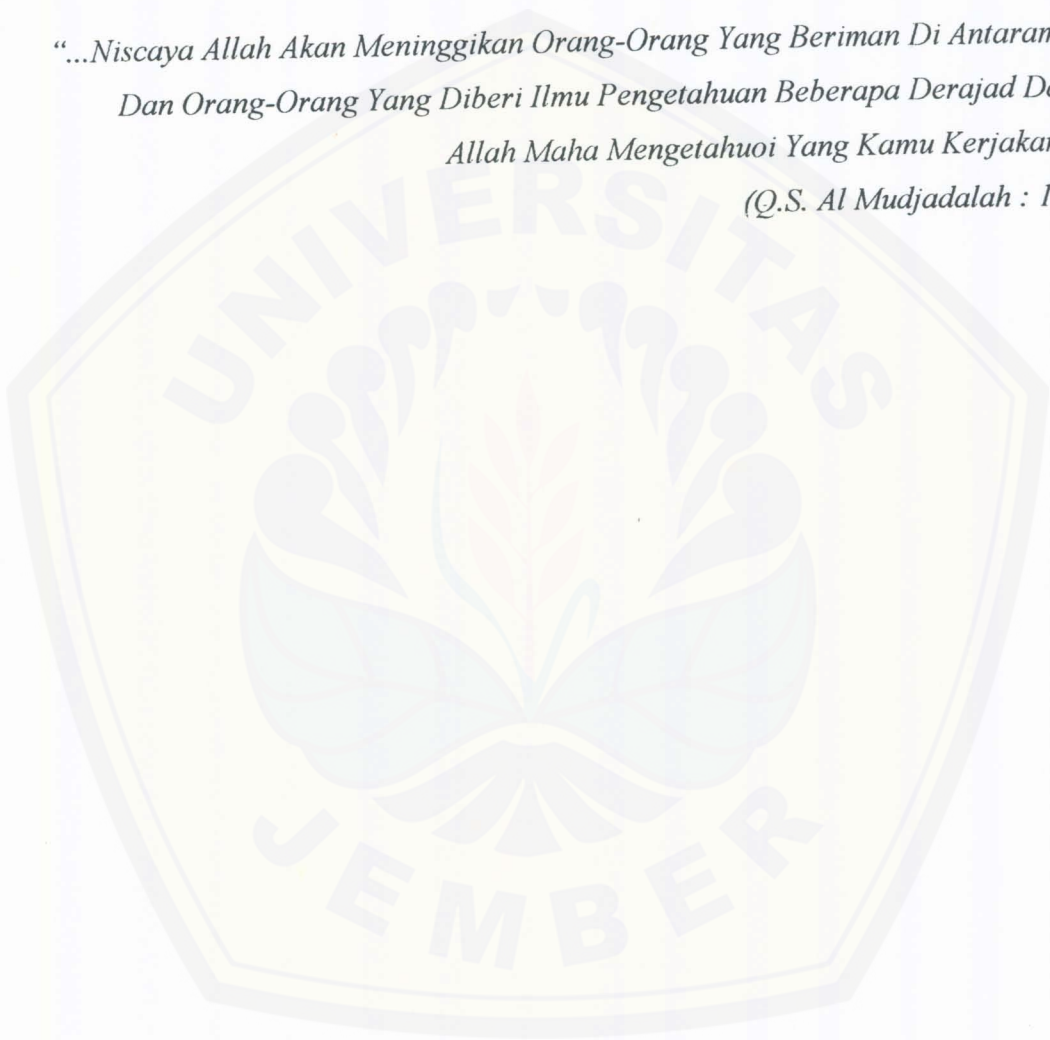 “...Niscaya Allah Akan Meninggikan Orang-Orang Yang Beriman Di
Dan Orang-Orang Yang Diberi Ilmu Pengetahuan Beberapa Derajad
Allah Maha Mengetahuoi Yang Kamu
(Q.S. Al Mudjadalah :
UNIVERSITAS
JEMBER